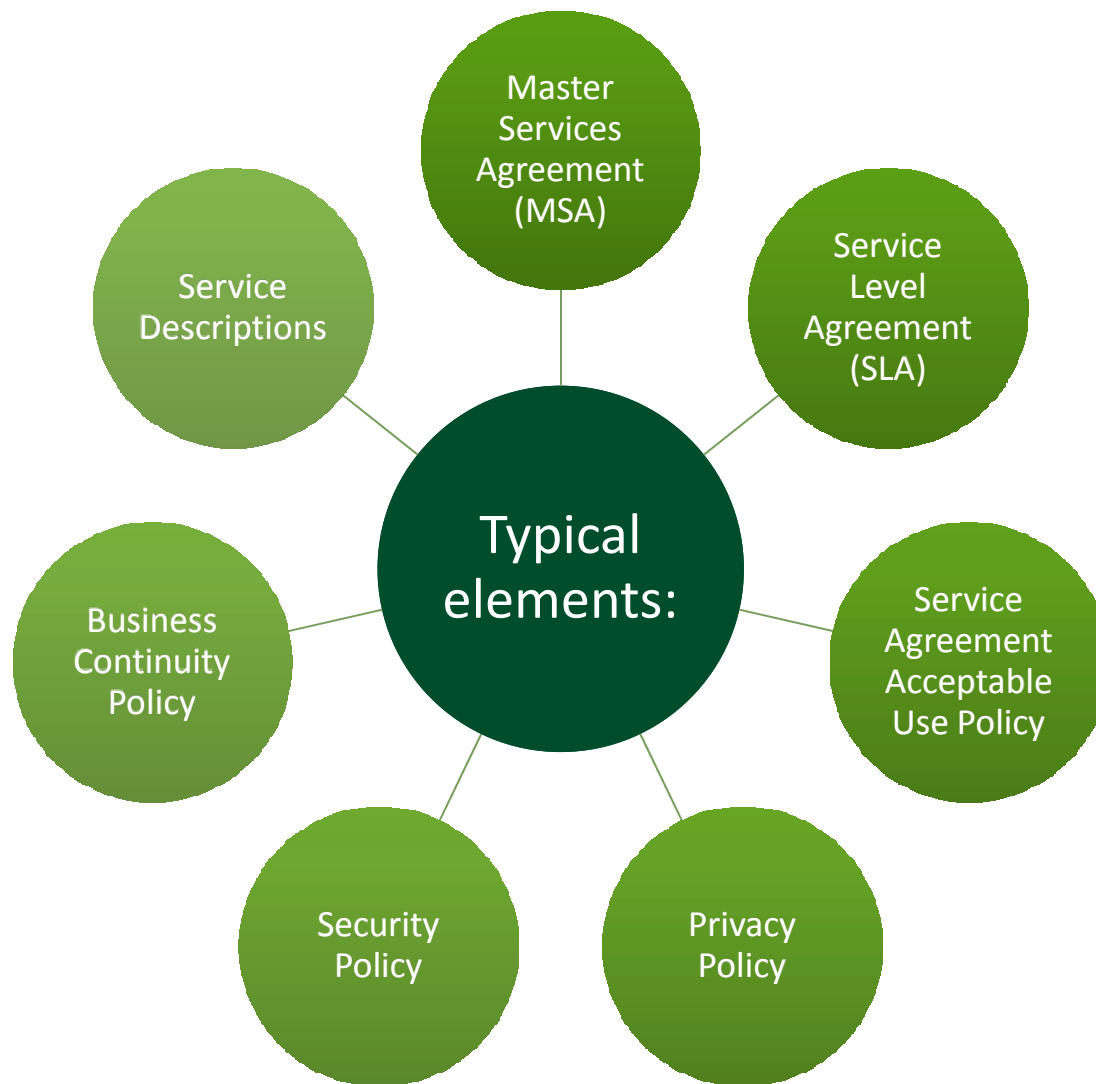 Master
Services
Agreement
(MSA)
Service
Level
Agreement
(SLA)
Service
Agreement
Acceptable
Use Policy
Privacy
Policy
Security
Policy
Business
Continuity
Policy
Service
Descriptions
Typical
elements: